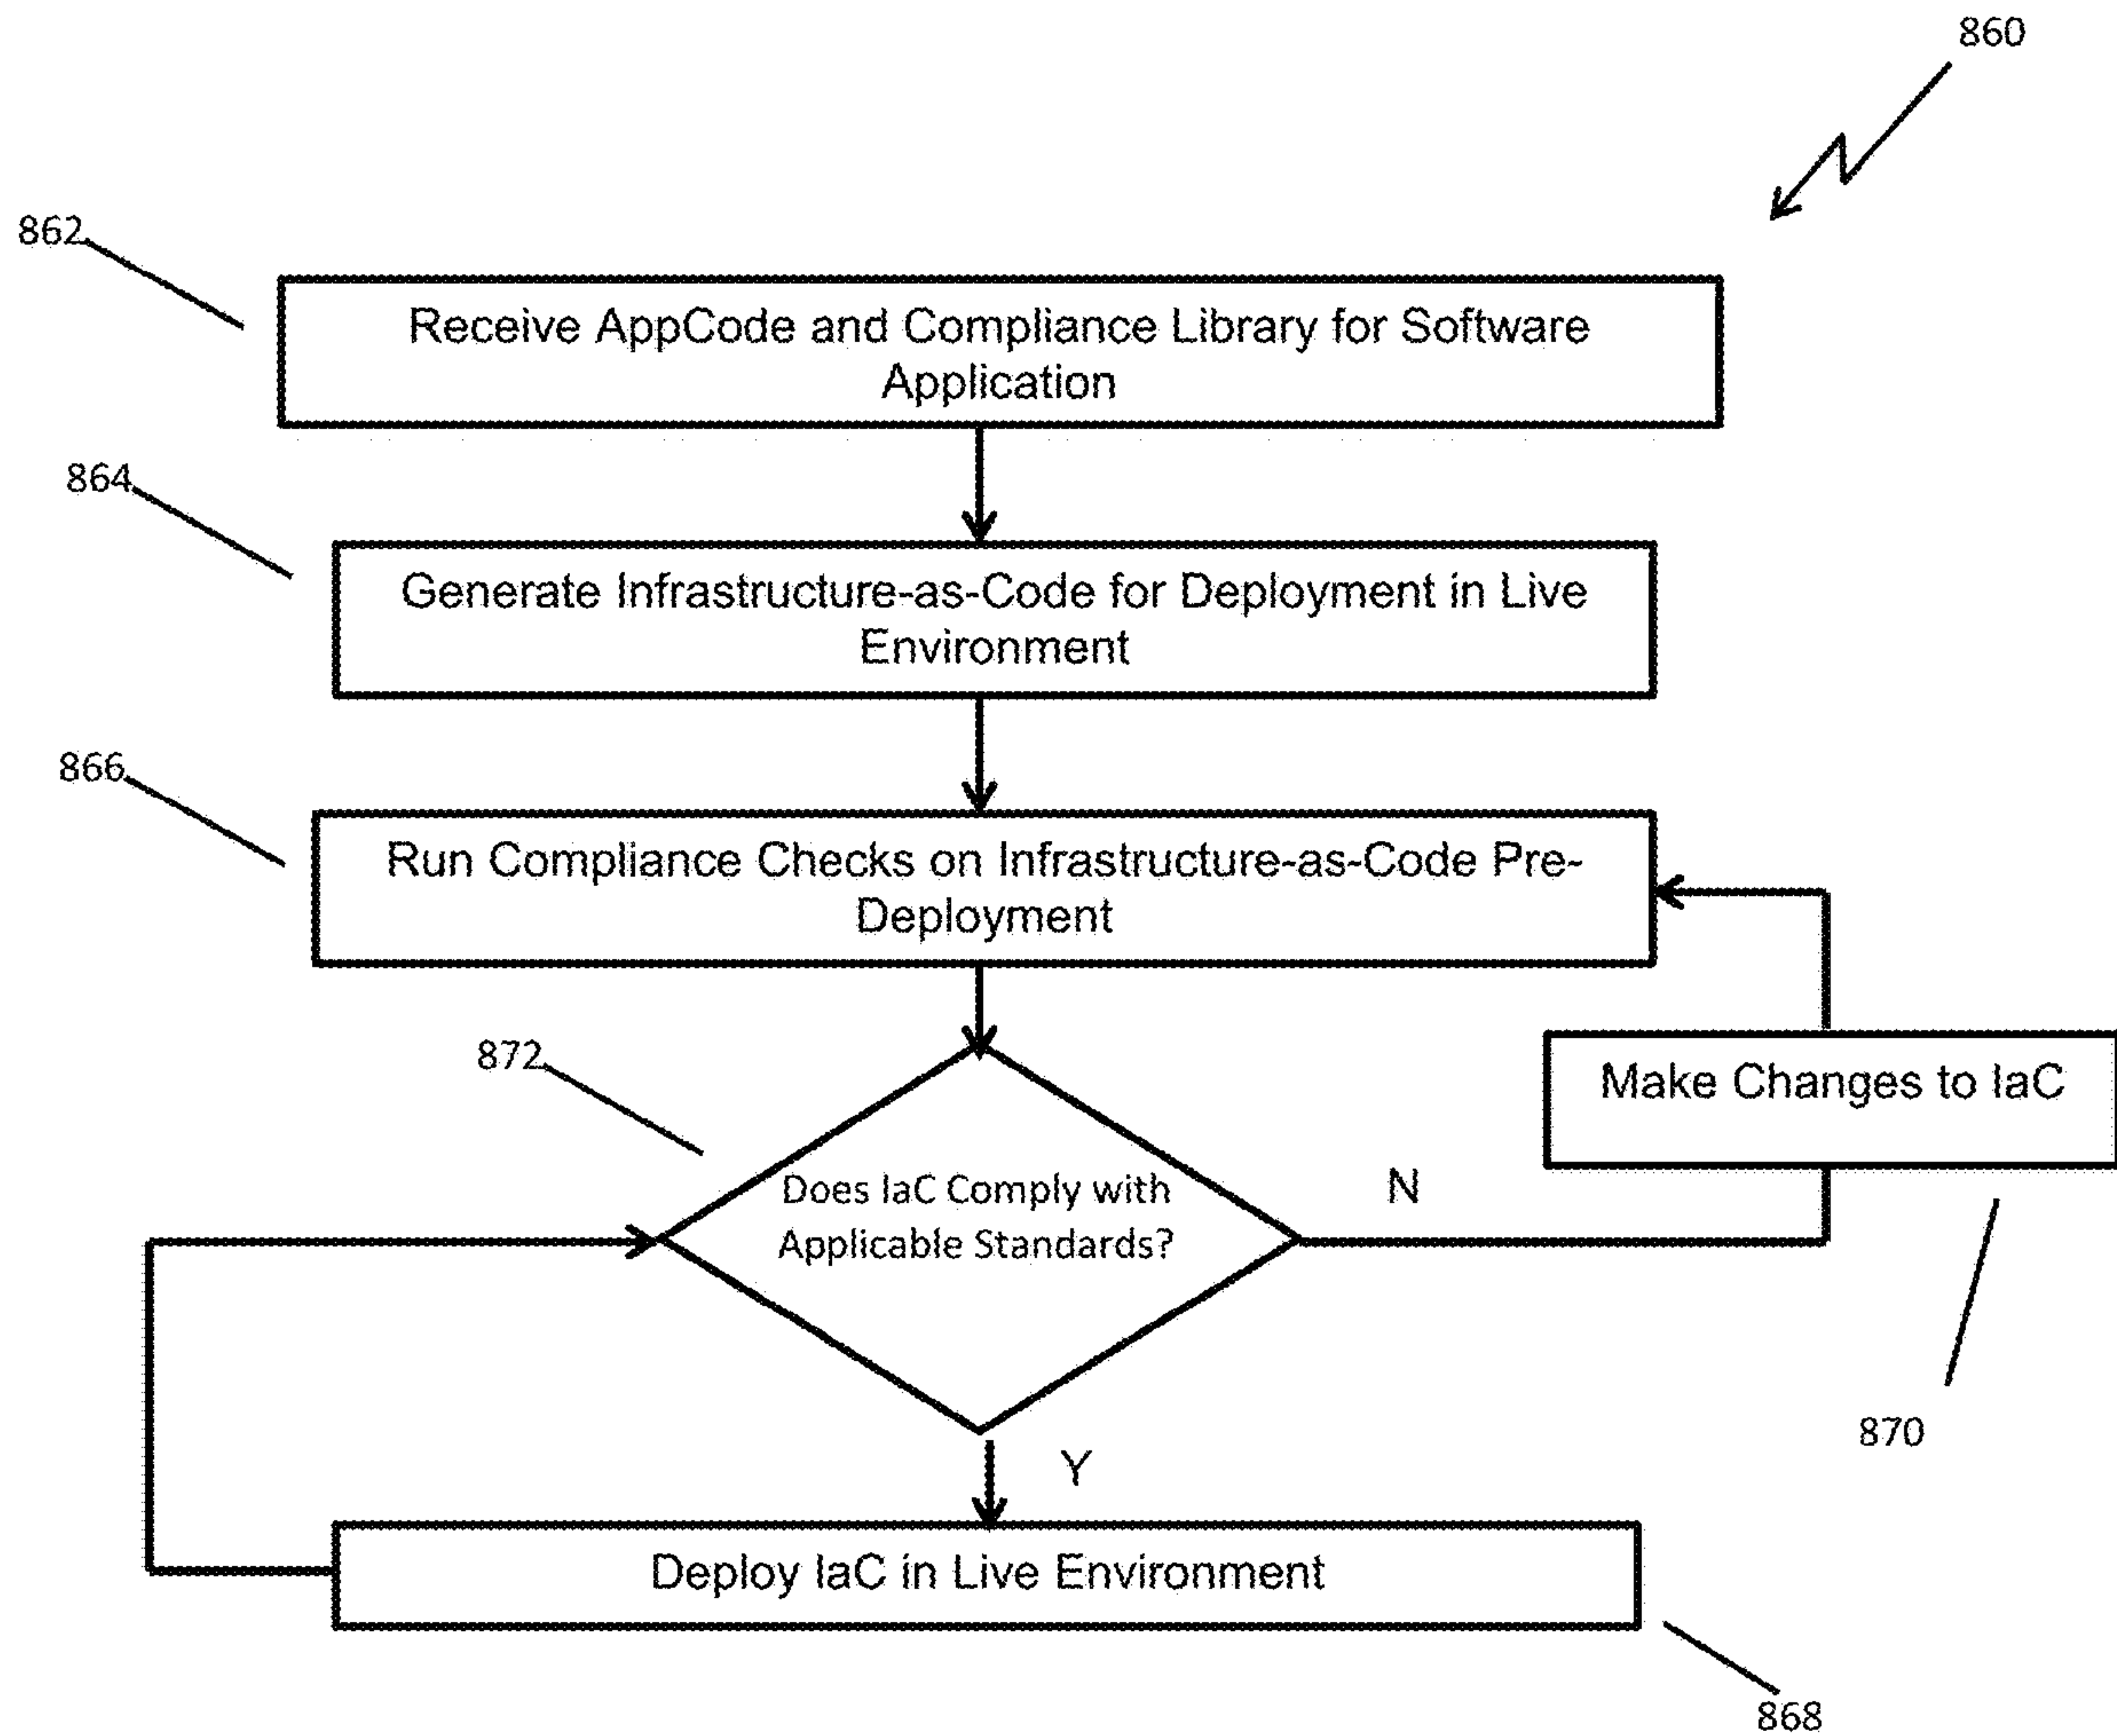 860
862
Receive AppCode and Compliance Library for Software
Application
864
Generate Infrastructure-as-Code for Deployment in Live
Environment
866
Run Compliance Checks on Infrastructure-as-Code Pre-
Deployment
872
Make Changes to IaC
Does IaC Comply with
Applicable Standards?
N
870
Y
Deploy IaC in Live Environment
868